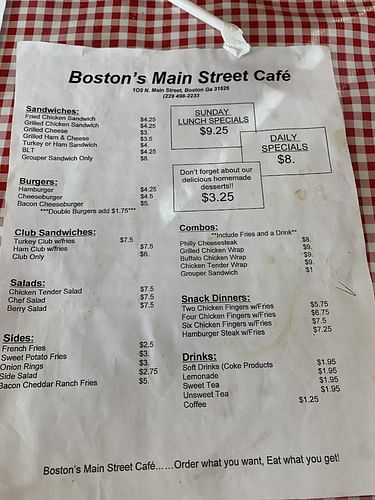 Boston's Main Street Café
105 N. Main Street, Boston Ga 31626
(229 498-2233
Sandwiches:
Fried Chicken Sandwich $4.25
Grilled Chicken Sandwich $4.25
Grilled Cheese $3.
Grilled Ham & Cheese $3.5
Turkey or Ham Sandwich $4.
BLT $4.25
Grouper Sandwich Only $8.
SUNDAY
LUNCH SPECIALS
$9.25
DAILY
SPECIALS
$8.
Don't forget about our
delicious homemade
desserts!!
$3.25
Burgers:
Hamburger $4.25
Cheeseburger $4.5
Bacon Cheeseburger $5.
***Double Burgers add $1.75***
Club Sandwiches:
Turkey Club w/fries $7.5
Ham Club w/fries $7.5
Club Only $6.
Combos:
**Include Fries and a Drink**
Philly Cheesesteak $8.
Grilled Chicken Wrap $9.
Buffalo Chicken Wrap $9.
Chicken Tender Wrap $9.
Grouper Sandwich $1
Salads:
Chicken Tender Salad $7.5
Chef Salad $7.5
Berry Salad $7.5
Snack Dinners:
Two Chicken Fingers w/Fries $5.75
Four Chicken Fingers w/Fries $6.75
Six Chicken Fingers w/Fries $7.5
Hamburger Steak w/Fries $7.25
Sides:
French Fries $2.5
Sweet Potato Fries $3.
Onion Rings $3.
Side Salad $2.75
Bacon Cheddar Ranch Fries $5.
Drinks:
Soft Drinks (Coke Products $1.95
Lemonade $1.95
Sweet Tea $1.95
Unsweet Tea $1.95
Coffee $1.25
Boston's Main Street Café……Order what you want, Eat what you get!